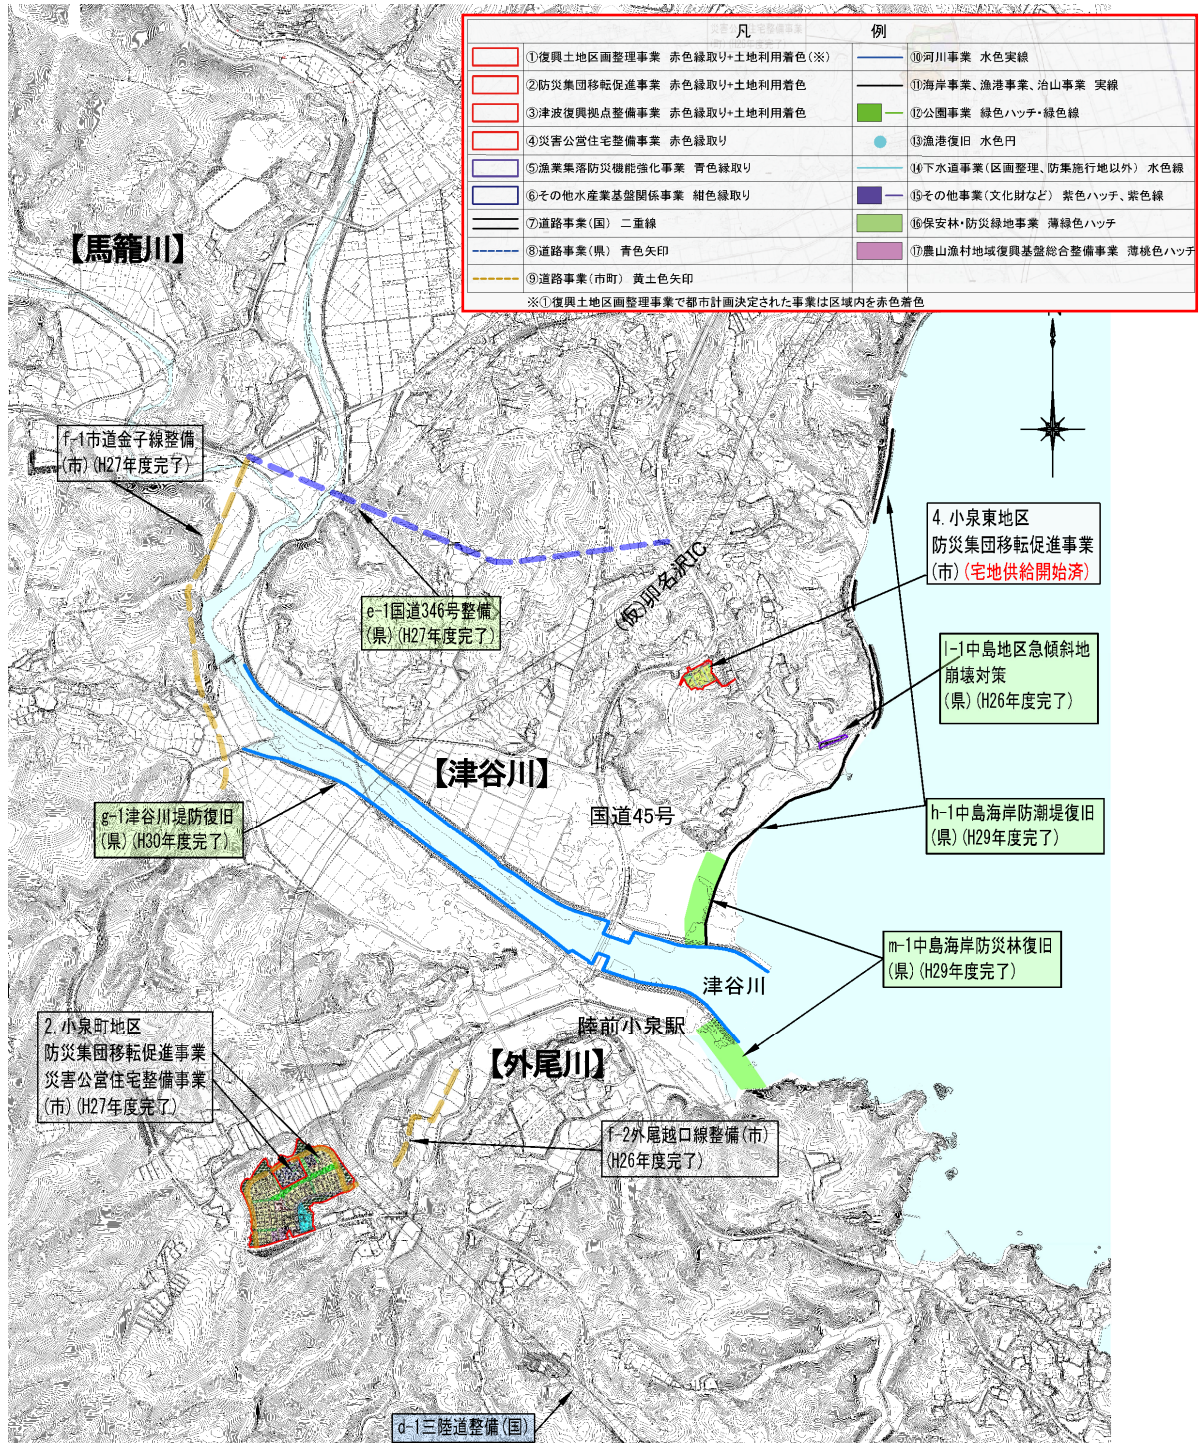 凡　例
①復興土地区画整理事業 赤色縁取り+土地利用着色(※)
②防災集団移転促進事業 赤色縁取り+土地利用着色
③津波復興拠点整備事業 赤色縁取り+土地利用着色
④災害公営住宅整備事業 赤色縁取り
⑤漁業集落防災機能強化事業 青色縁取り
⑥その他水産業基盤関係事業 紺色縁取り
⑦道路事業(国) 二重線
⑧道路事業(県) 青色矢印
⑨道路事業(市町) 黄土色矢印
⑩河川事業 水色実線
⑪海岸事業、漁港事業、治山事業 実線
⑫公園事業 緑色ハッチ・緑色線
⑬漁港復旧 水色円
⑭下水道事業(区画整理、防集施行地以外) 水色線
⑮その他事業(文化財など) 紫色ハッチ、紫色線
⑯保安林・防災緑地事業 薄緑色ハッチ
⑰農山漁村地域復興基盤総合整備事業 薄桃色ハッチ
※①復興土地区画整理事業で都市計画決定された事業は区域内を赤色着色
【馬籠川】
f-1市道金子線整備
(市)(H27年度完了)
4. 小泉東地区
防災集団移転促進事業
(市)(宅地供給開始済)
(仮)卯名沢IC
e-1国道346号整備
(県)(H27年度完了)
l-1中島地区急傾斜地
崩壊対策
(県)(H26年度完了)
【津谷川】
国道45号
g-1津谷川堤防復旧
(県)(H30年度完了)
h-1中島海岸防潮堤復旧
(県)(H29年度完了)
m-1中島海岸防災林復旧
(県)(H29年度完了)
津谷川
陸前小泉駅
【外尾川】
2. 小泉町地区
防災集団移転促進事業
災害公営住宅整備事業
(市)(H27年度完了)
f-2外尾越口線整備(市)
(H26年度完了)
d-1三陸道整備(国)